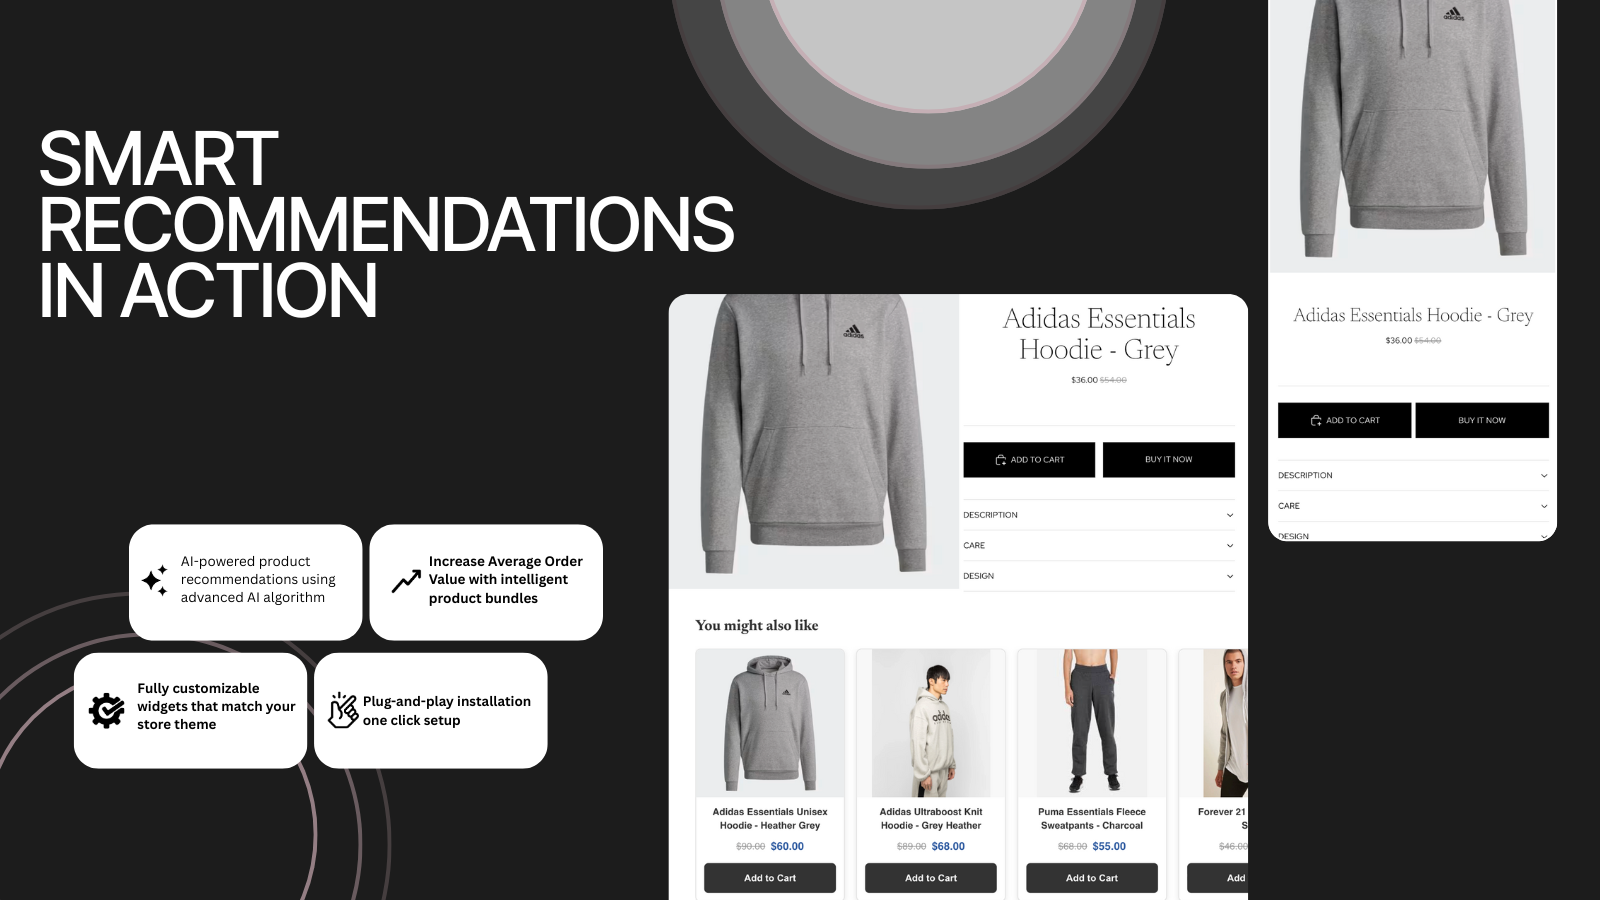 SMART
RECOMMENDATIONS
IN ACTION
AI-powered product
recommendations using
advanced AI algorithm
Increase Average Order
Value with intelligent
product bundles
Fully customizable
widgets that match your
store theme
Plug-and-play installation
one click setup
adidas
Adidas Essentials
Hoodie - Grey
$36.00 $54.00
ADD TO CART
BUY IT NOW
DESCRIPTION
CARE
DESIGN
You might also like
adidas
Adidas Essentials Unisex
Hoodie - Heather Grey
$90.00 $60.00
Add to Cart
adidas
Adidas Ultraboost Knit
Hoodie - Grey Heather
$89.00 $68.00
Add to Cart
Puma Essentials Fleece
Sweatpants - Charcoal
$68.00 $55.00
Add to Cart
Forever 21
S
$46.00
Add
adidas
Adidas Essentials Hoodie - Grey
$36.00 $54.00
ADD TO CART
BUY IT NOW
DESCRIPTION
CARE
DESIGN